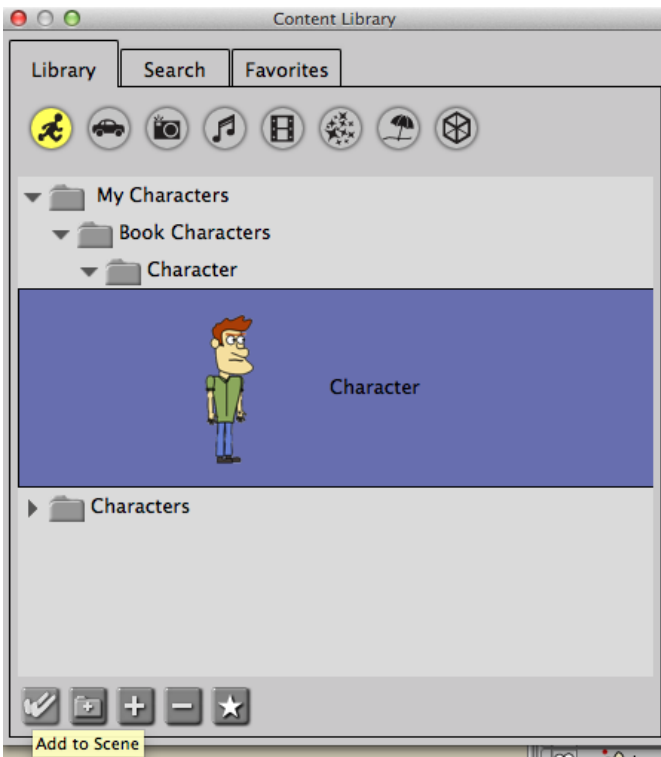 Content Library
Library Search Favorites
My Characters
Book Characters
Character
Character
Characters
Add to Scene